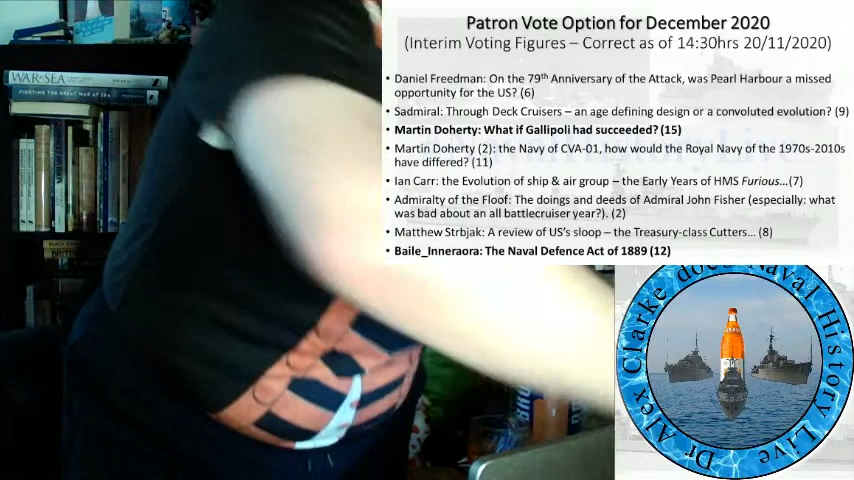 Patron Vote Option for December 2020
(Interim Voting Figures – Correct as of 14:30hrs 20/11/2020)
• Daniel Freedman: On the 79th Anniversary of the Attack, was Pearl Harbour a missed
opportunity for the US? (6)
• Sadmiral: Through Deck Cruisers – an age defining design or a convoluted evolution? (9)
• Martin Doherty: What if Gallipoli had succeeded? (15)
• Martin Doherty (2): the Navy of CVA-01, how would the Royal Navy of the 1970s-2010s
have differed? (11)
• Ian Carr: the Evolution of ship & air group – the Early Years of HMS Furious...(7)
• Admiralty of the Floof: The doings and deeds of Admiral John Fisher (especially: what
was bad about an all battlecruiser year?). (2)
• Matthew Strbjak: A review of US's sloop – the Treasury-class Cutters... (8)
• Baile_Inneraora: The Naval Defence Act of 1889 (12)
WAR AT SEA
FIGHTING THE GREAT WAR AT SEA
Dr Alex Clarke does Naval History Live